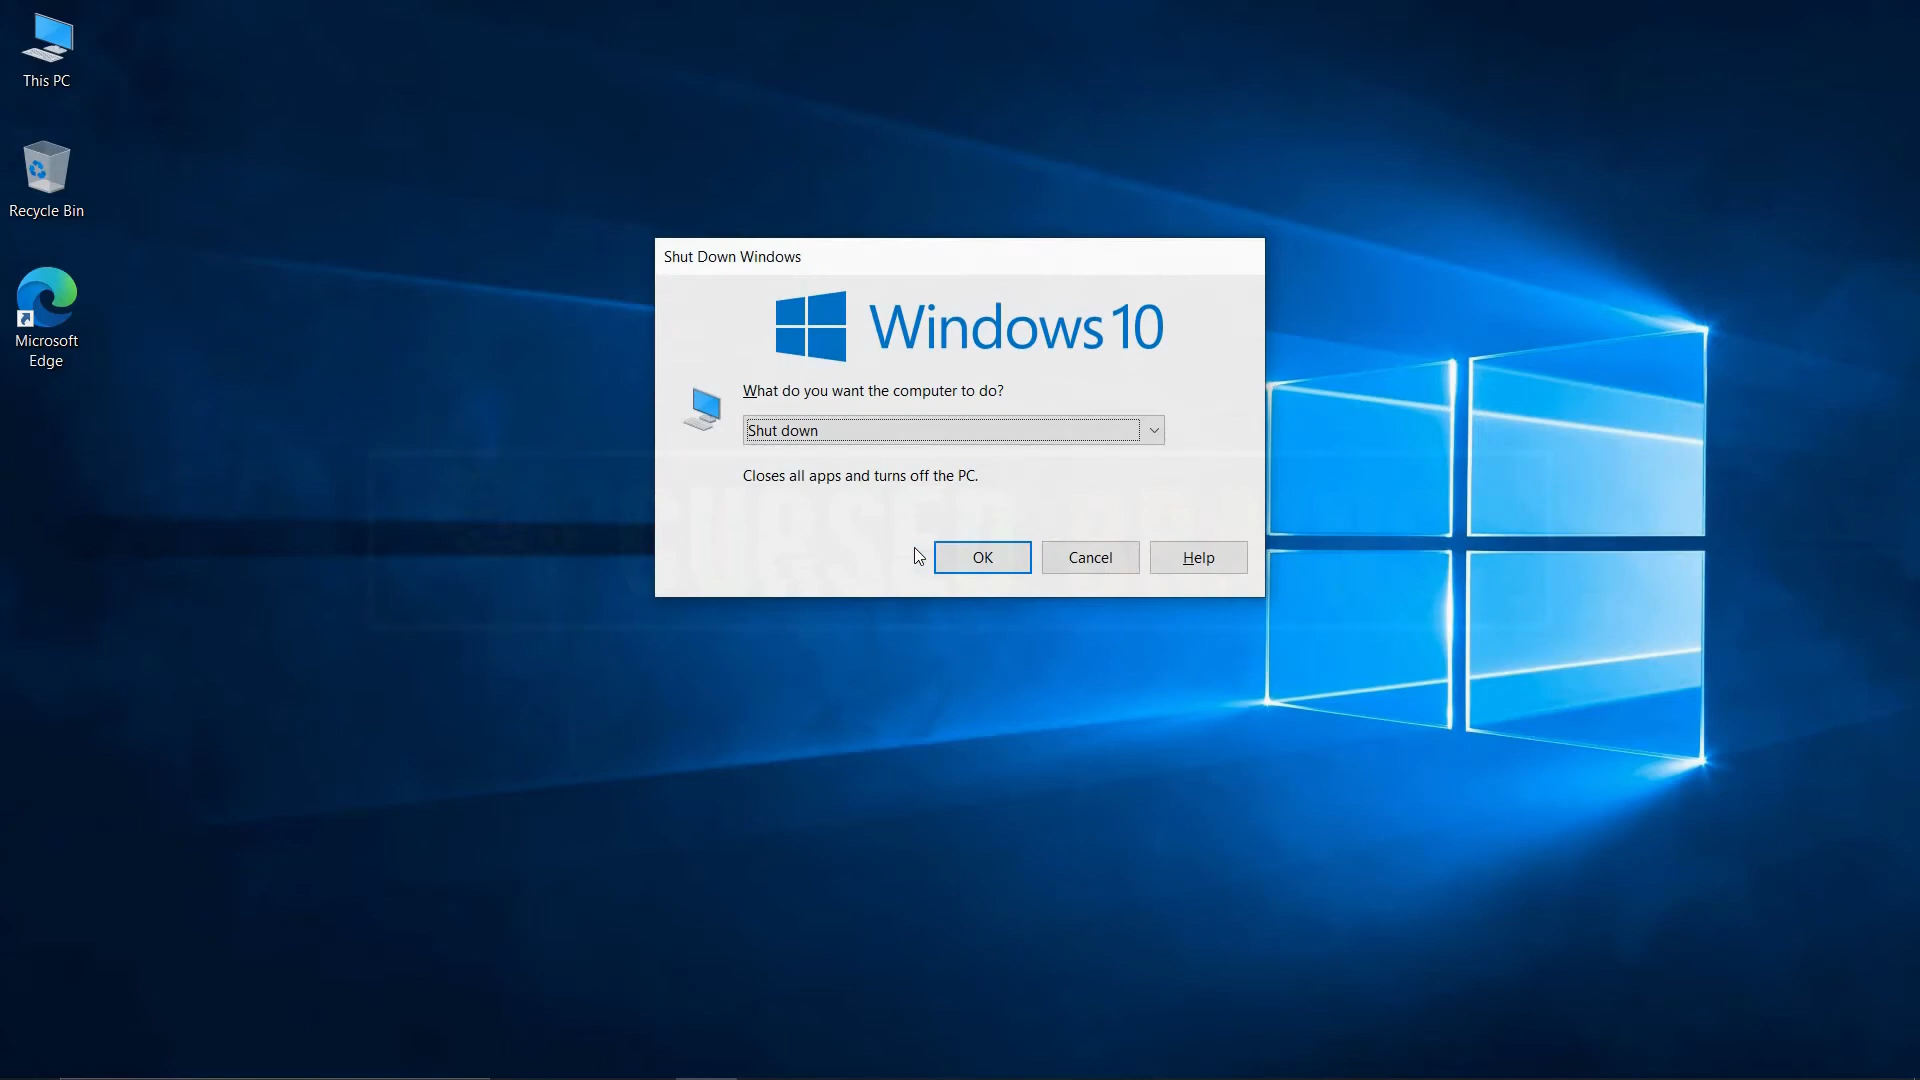 This PC
Recycle Bin
Microsoft
Edge
Shut Down Windows
Windows 10
What do you want the computer to do?
Shut down
Closes all apps and turns off the PC.
OK
Cancel
Help
CURSED